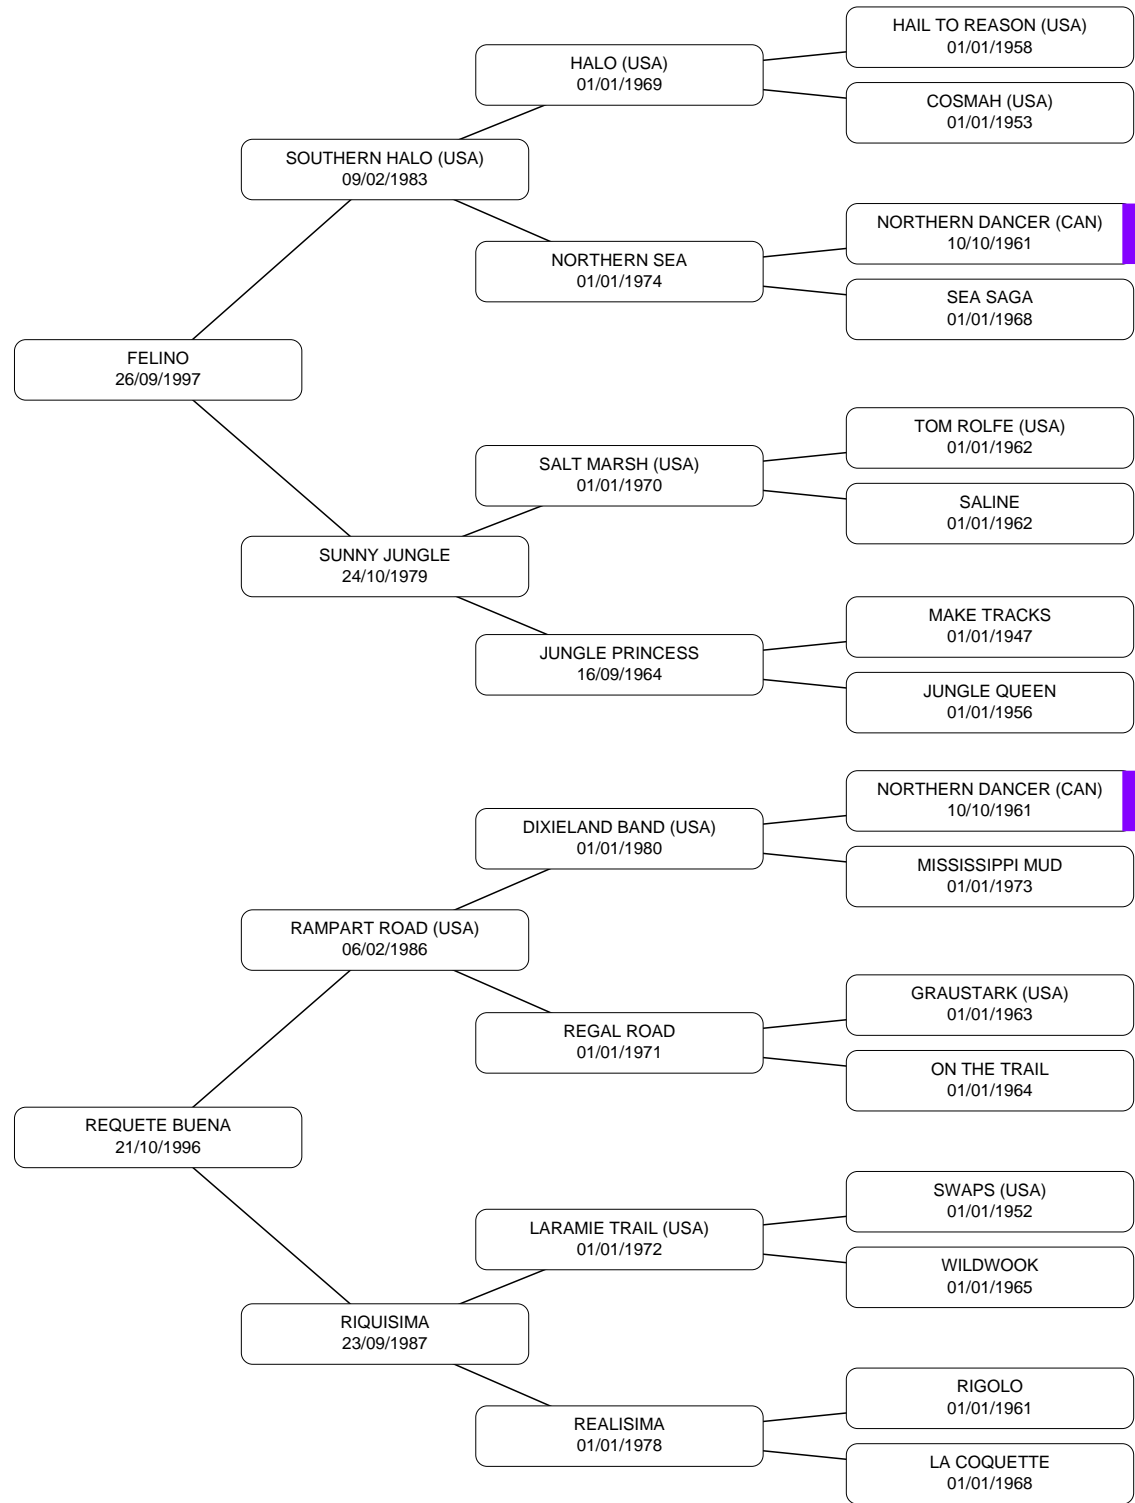 HAIL TO REASON (USA)
01/01/1958
HALO (USA)
01/01/1969
COSMAH (USA)
01/01/1953
SOUTHERN HALO (USA)
09/02/1983
NORTHERN DANCER (CAN)
10/10/1961
NORTHERN SEA
01/01/1974
SEA SAGA
01/01/1968
FELINO
26/09/1997
TOM ROLFE (USA)
01/01/1962
SALT MARSH (USA)
01/01/1970
SALINE
01/01/1962
SUNNY JUNGLE
24/10/1979
MAKE TRACKS
01/01/1947
JUNGLE PRINCESS
16/09/1964
JUNGLE QUEEN
01/01/1956
NORTHERN DANCER (CAN)
10/10/1961
DIXIELAND BAND (USA)
01/01/1980
MISSISSIPPI MUD
01/01/1973
RAMPART ROAD (USA)
06/02/1986
GRAUSTARK (USA)
01/01/1963
REGAL ROAD
01/01/1971
ON THE TRAIL
01/01/1964
REQUETE BUENA
21/10/1996
SWAPS (USA)
01/01/1952
LARAMIE TRAIL (USA)
01/01/1972
WILDWOOK
01/01/1965
RIQUISIMA
23/09/1987
RIGOLO
01/01/1961
REALISIMA
01/01/1978
LA COQUETTE
01/01/1968